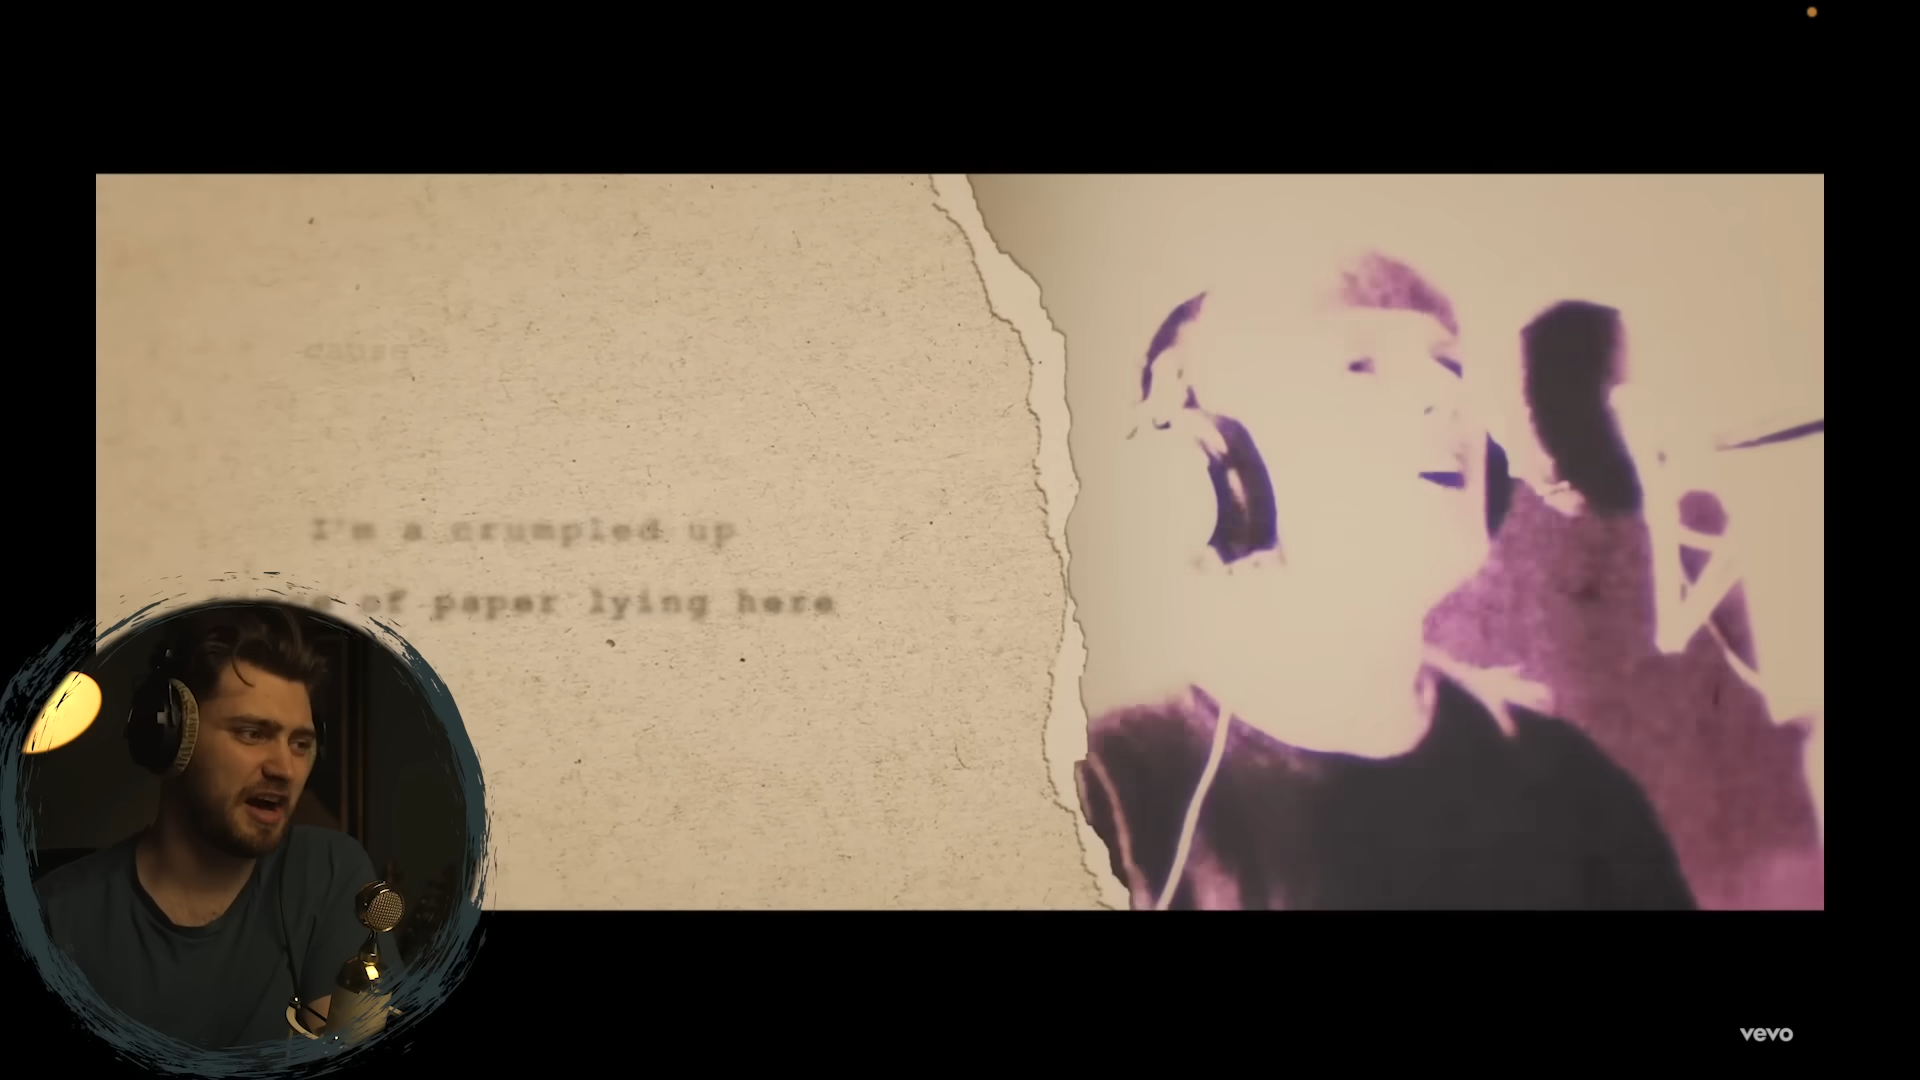 cause
I'm a crumpled up
of paper lying here
vevo